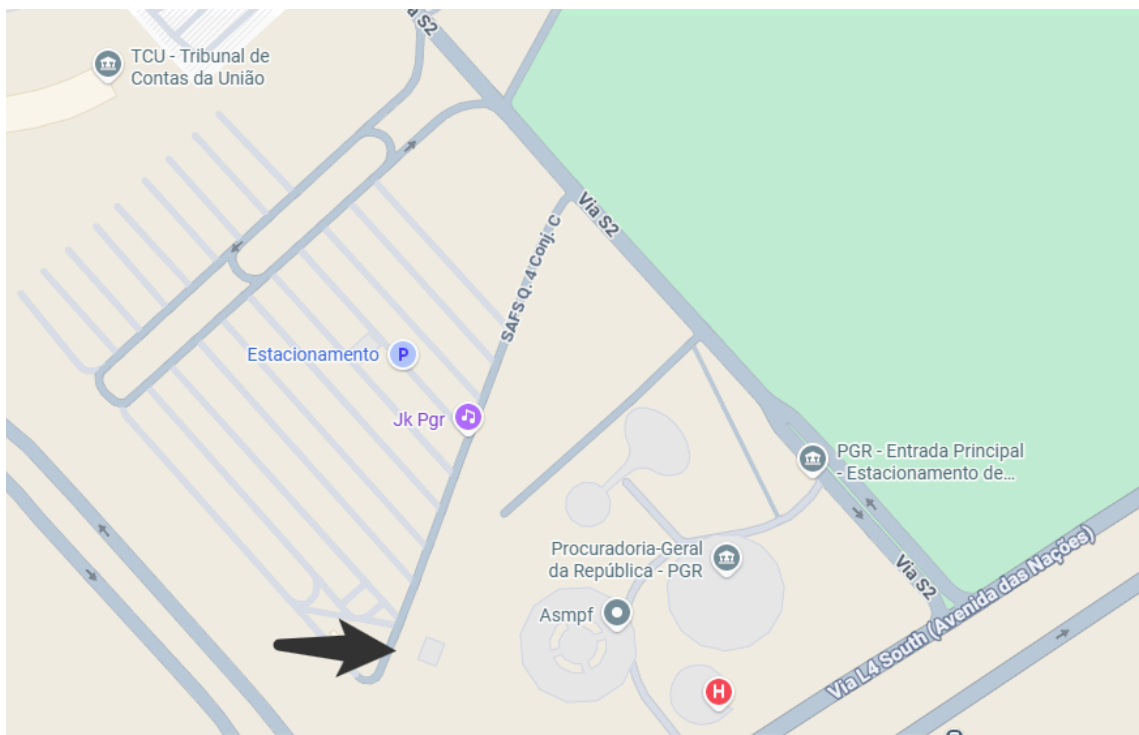 Via S2
TCU - Tribunal de
Contas da União
Via S2
SAFS Q. 4 Conj. C
Estacionamento
P
Jk Pgr
PGR - Entrada Principal
- Estacionamento de...
Procuradoria-Geral
da República - PGR
Via S2
Asmpf
Via L4 South (Avenida das Nações)
H